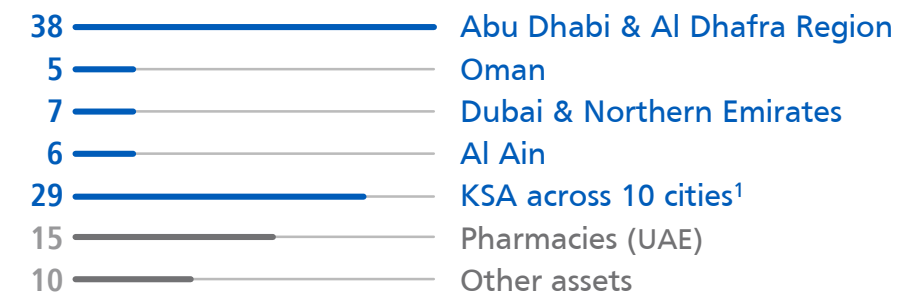 38 Abu Dhabi & Al Dhafra Region
5 Oman
7 Dubai & Northern Emirates
6 Al Ain
29 KSA across 10 cities¹
15 Pharmacies (UAE)
10 Other assets